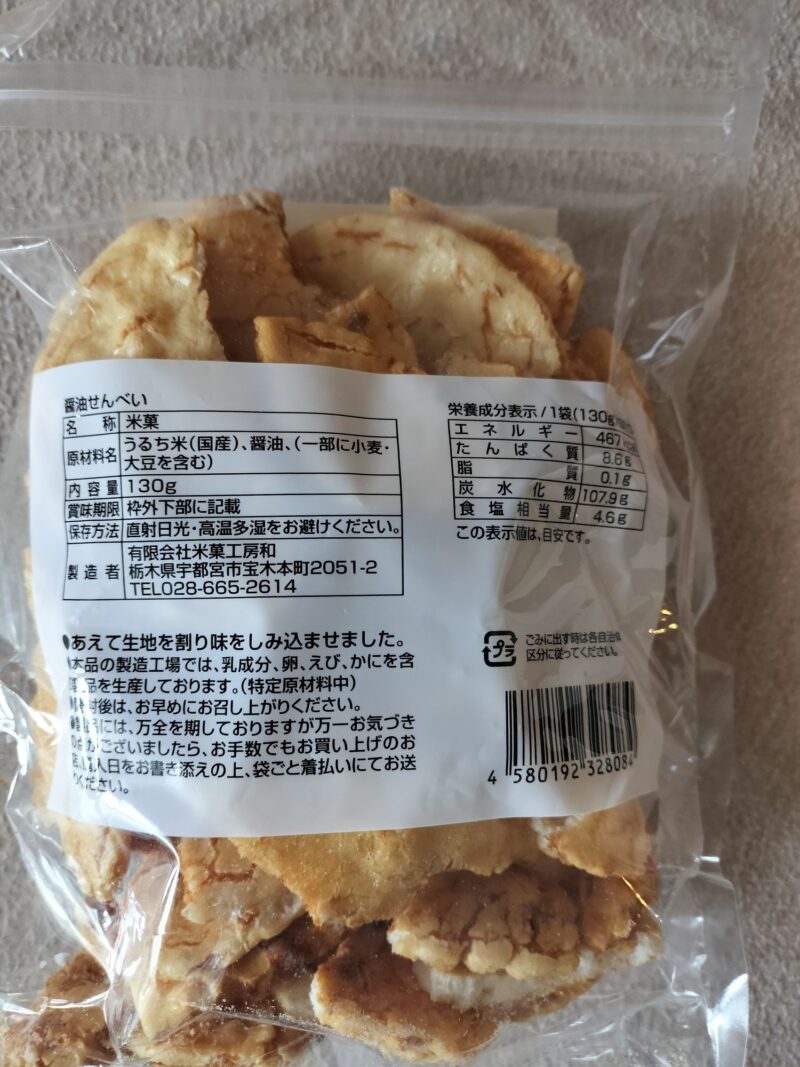 醤油せんべい
名称 米菓
原材料名 うるち米(国産)、醤油、(一部に小麦・
大豆を含む)
内容量 130g
賞味期限 枠外下部に記載
保存方法 直射日光・高温多湿をお避けください。
製造者 有限会社米菓工房和
栃木県宇都宮市宝木本町2051-2
TEL028-665-2614
栄養成分表示/1袋(130g
エネルギー 467
たんぱく質 8.6g
脂質 0.1g
炭水化物 107.9g
食塩相当量 4.6g
この表示値は、目安です。
●あえて生地を割り味をしみ込ませました。
本品の製造工場では、乳成分、卵、えび、かにを含
品を生産しております。(特定原材料中)
封後は、お早めにお召し上がりください。
品には、万全を期しておりますが万一お気づき
ございましたら、お手数でもお買い上げのお
入日をお書き添えの上、袋ごと着払いにてお送
ください。
プラ
ごみに出す時は各自治体
区分に従ってください。
4 580192 328084